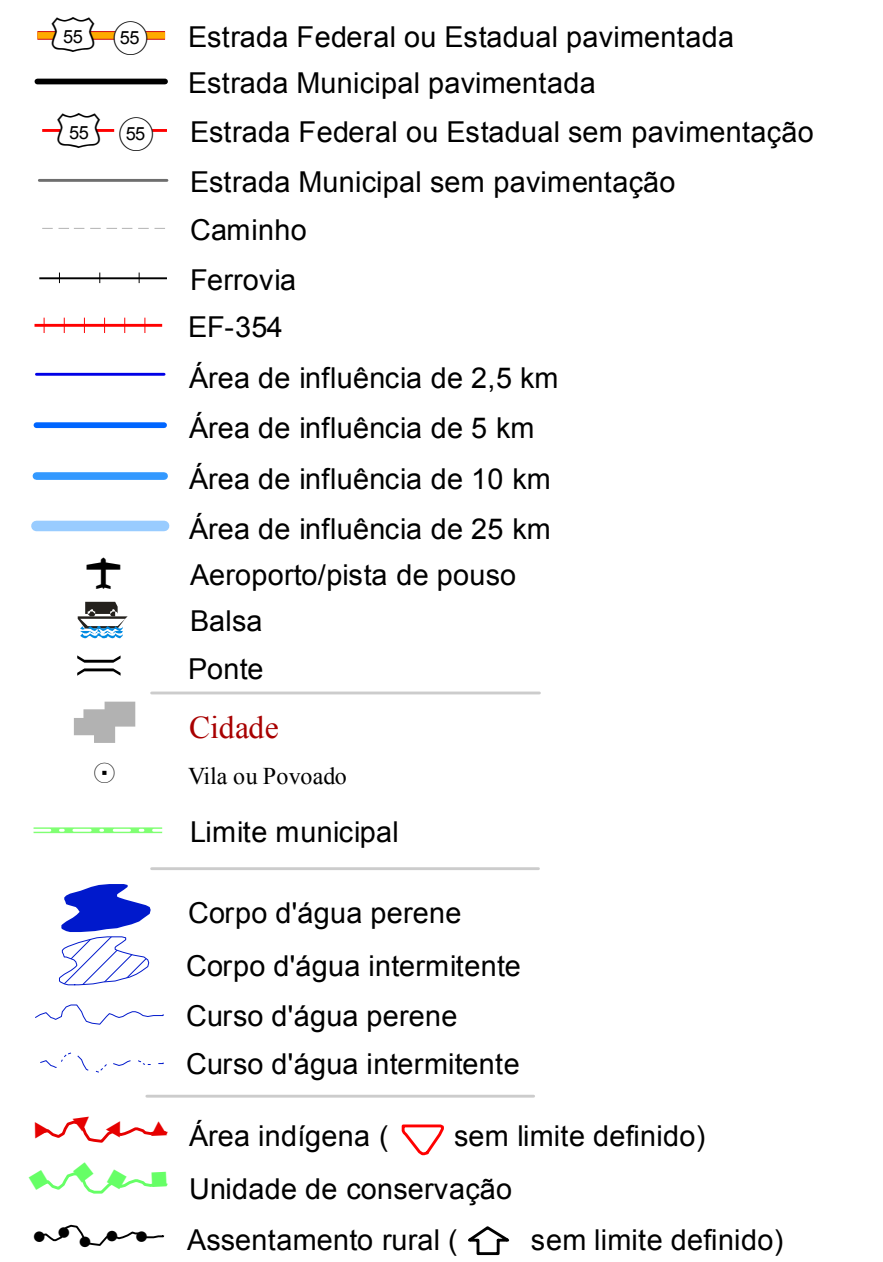 55 55 Estrada Federal ou Estadual pavimentada
Estrada Municipal pavimentada
55 55 Estrada Federal ou Estadual sem pavimentação
Estrada Municipal sem pavimentação
Caminho
Ferrovia
EF-354
Área de influência de 2,5 km
Área de influência de 5 km
Área de influência de 10 km
Área de influência de 25 km
Aeroporto/pista de pouso
Balsa
Ponte
Cidade
Vila ou Povoado
Limite municipal
Corpo d'água perene
Corpo d'água intermitente
Curso d'água perene
Curso d'água intermitente
Área indígena ( sem limite definido)
Unidade de conservação
Assentamento rural ( sem limite definido)